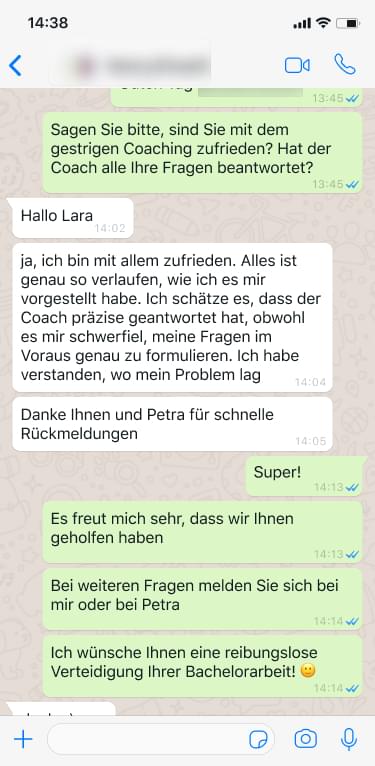 14:38
13:45
Sagen Sie bitte, sind Sie mit dem
gestrigen Coaching zufrieden? Hat der
Coach alle Ihre Fragen beantwortet?
13:45
Hallo Lara
14:02
ja, ich bin mit allem zufrieden. Alles ist
genau so verlaufen, wie ich es mir
vorgestellt habe. Ich schätze es, dass der
Coach präzise geantwortet hat, obwohl
es mir schwerfiel, meine Fragen im
Voraus genau zu formulieren. Ich habe
verstanden, wo mein Problem lag
14:04
Danke Ihnen und Petra für schnelle
Rückmeldungen
14:05
Super!
14:13
Es freut mich sehr, dass wir Ihnen
geholfen haben
14:13
Bei weiteren Fragen melden Sie sich bei
mir oder bei Petra
14:14
Ich wünsche Ihnen eine reibungslose
Verteidigung Ihrer Bachelorarbeit! 🙂
14:14